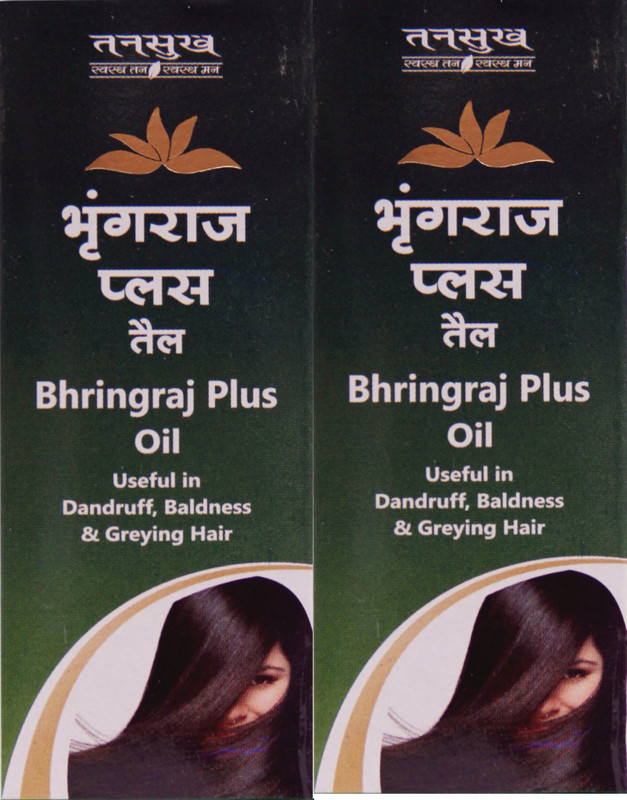 तनसुख
स्वस्थ तन स्वस्थ मन
भृंगराज
प्लस
तैल
Bhringraj Plus
Oil
Useful in
Dandruff, Baldness
& Greying Hair
तनसुख
स्वस्थ तन स्वस्थ मन
भृंगराज
प्लस
तैल
Bhringraj Plus
Oil
Useful in
Dandruff, Baldness
& Greying Hair